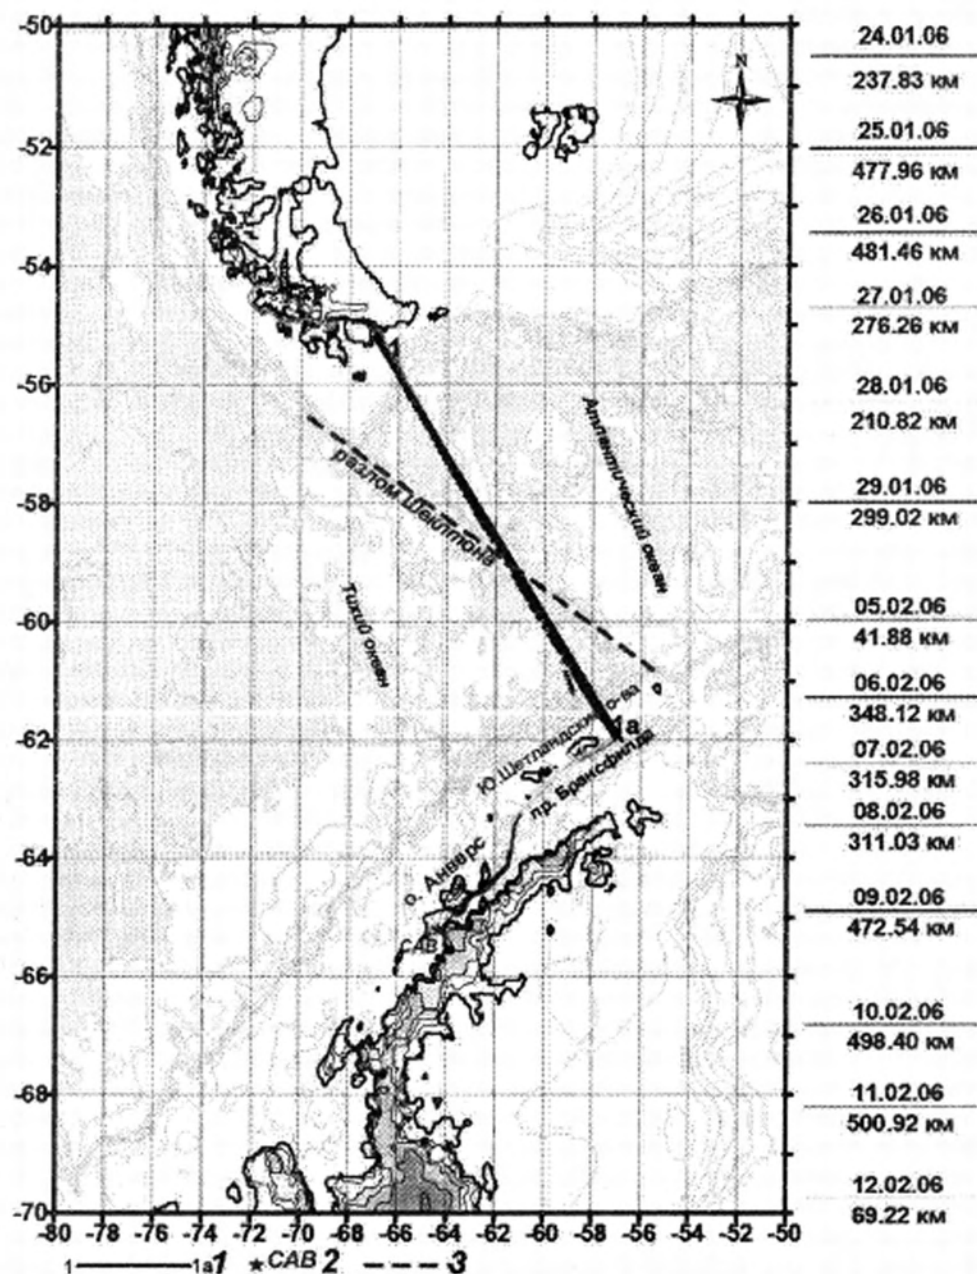 -50
-52
-54
-56
-58
-60
-62
-64
-66
-68
-70
-80 -78 -76 -74 -72 -70 -68 -66 -64 -62 -60 -58 -56 -54 -52 -50
N
1
разлом Шеклтона
Атлантический океан
Тихий океан
1а
Ю.Шетландские о-ва
пр. Брансфилда
о Анверс
24.01.06
237.83 км
25.01.06
477.96 км
26.01.06
481.46 км
27.01.06
276.26 км
28.01.06
210.82 км
29.01.06
299.02 км
05.02.06
41.88 км
06.02.06
348.12 км
07.02.06
315.98 км
08.02.06
311.03 км
09.02.06
472.54 км
10.02.06
498.40 км
11.02.06
500.92 км
12.02.06
69.22 км
1 1а 1 ★САВ 2 3